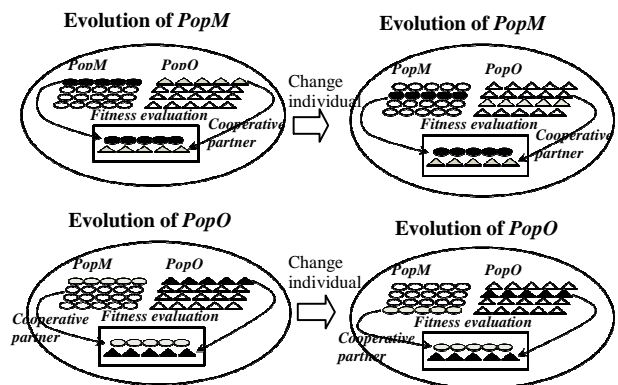 Evolution of PopM
PopM PopO
Fitness evaluation
Cooperative
partner
Change
individual
Evolution of PopM
PopM PopO
Fitness evaluation
Cooperative
partner
Evolution of PopO
PopM PopO
Cooperative
partner
Fitness evaluation
Change
individual
Evolution of PopO
PopM PopO
Fitness evaluation
Cooperative
partner